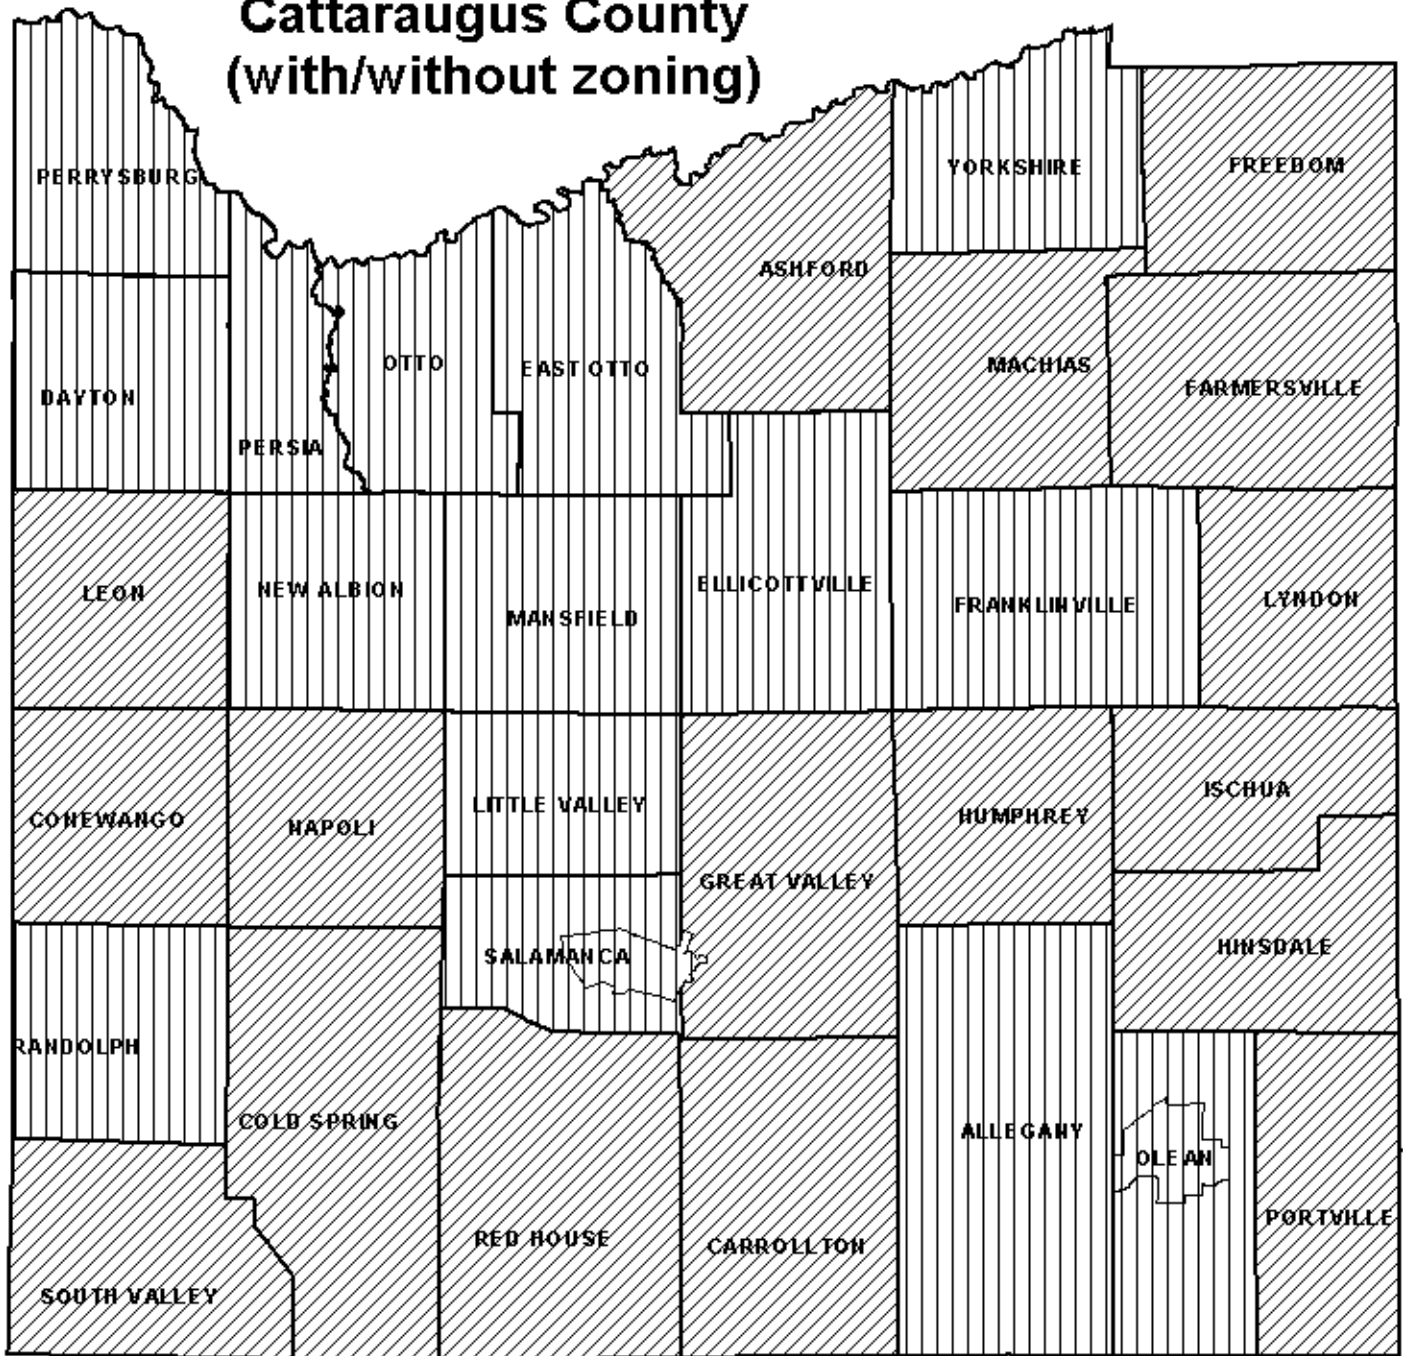 Cattaraugus County
(with/without zoning)
YORKSHIRE
FREEDOM
PERRYSBURG
ASHFORD
OTTO
EAST OTTO
MACHIAS
FARMERSVILLE
DAYTON
PERSIA
LEON
NEW ALBION
MANSFIELD
ELLICOTTVILLE
FRANKLINVILLE
LYNDON
CONEWANGO
NAPOLI
LITTLE VALLEY
GREAT VALLEY
HUMPHREY
ISCHUA
HINSDALE
SALAMANCA
RANDOLPH
COLD SPRING
ALLEGANY
OLEAN
RED HOUSE
CARROLLTON
PORTVILLE
SOUTH VALLEY